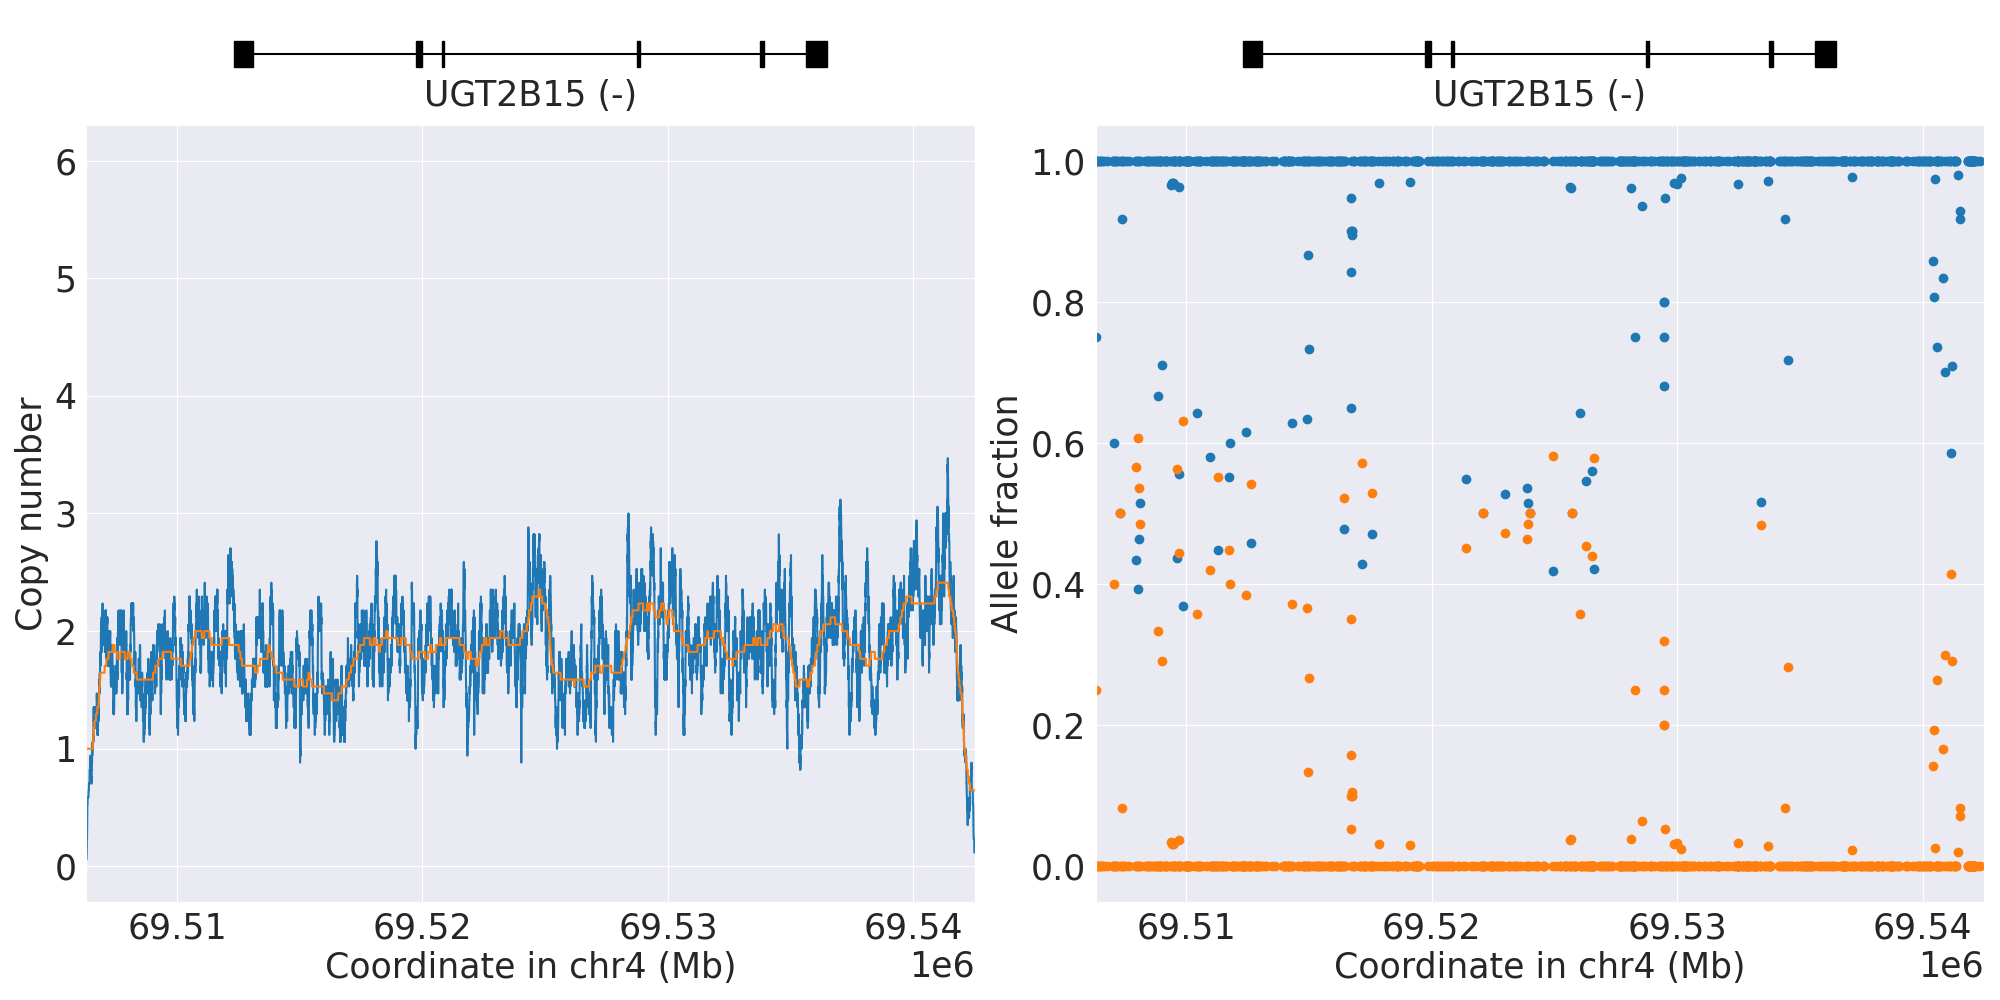 UGT2B15 (-)
Copy number
6
5
4
3
2
1
0
69.51 69.52 69.53 69.54
Coordinate in chr4 (Mb)
1e6
UGT2B15 (-)
Allele fraction
1.0
0.8
0.6
0.4
0.2
0.0
69.51 69.52 69.53 69.54
Coordinate in chr4 (Mb)
1e6